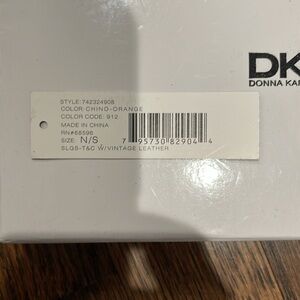 DK
DONNA KAR
STYLE: 742324908
COLOR: CHINO-ORANGE
COLOR CODE: 912
MADE IN CHINA
RN#68596
SIZE: N/S
7 95730 82904 4
SLGS-T&C W/VINTAGE LEATHER